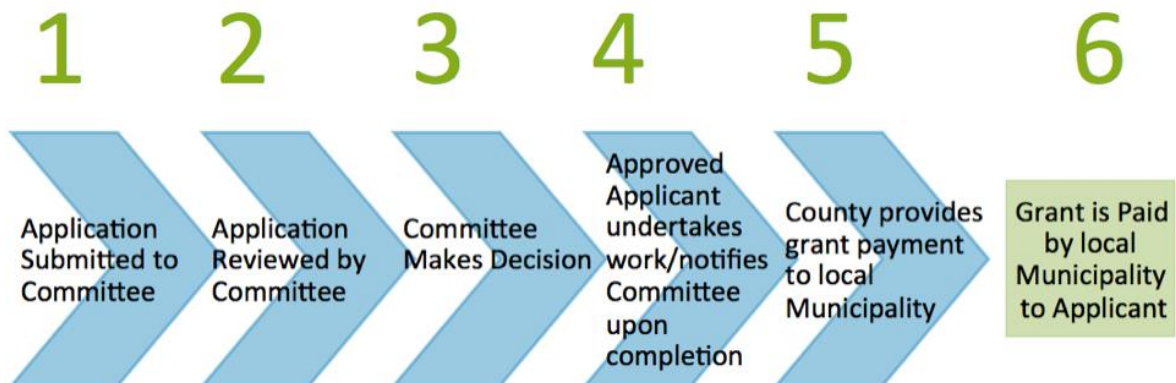 1
Application
Submitted to
Committee
2
Application
Reviewed by
Committee
3
Committee
Makes Decision
4
Approved
Applicant
undertakes
work/notifies
Committee
upon
completion
5
County provides
grant payment
to local
Municipality
6
Grant is Paid
by local
Municipality
to Applicant